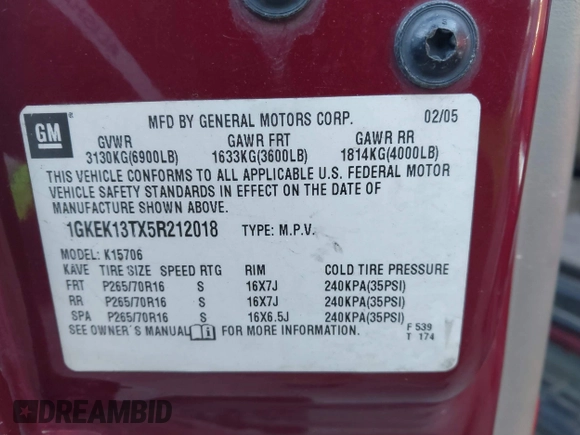 GM
MFD BY GENERAL MOTORS CORP. 02/05
GVWR GAWR FRT GAWR RR
3130KG(6900LB) 1633KG(3600LB) 1814KG(4000LB)
THIS VEHICLE CONFORMS TO ALL APPLICABLE U.S. FEDERAL MOTOR
VEHICLE SAFETY STANDARDS IN EFFECT ON THE DATE OF
MANUFACTURE SHOWN ABOVE.
1GKEK13TX5R212018 TYPE: M.P.V.
MODEL: K15706
KAVE TIRE SIZE SPEED RTG RIM COLD TIRE PRESSURE
FRT P265/70R16 S 16X7J 240KPA(35PSI)
RR P265/70R16 S 16X7J 240KPA(35PSI)
SPA P265/70R16 S 16X6.5J 240KPA(35PSI)
SEE OWNER'S MANUAL FOR MORE INFORMATION. F 539
T 174
DREAMBID